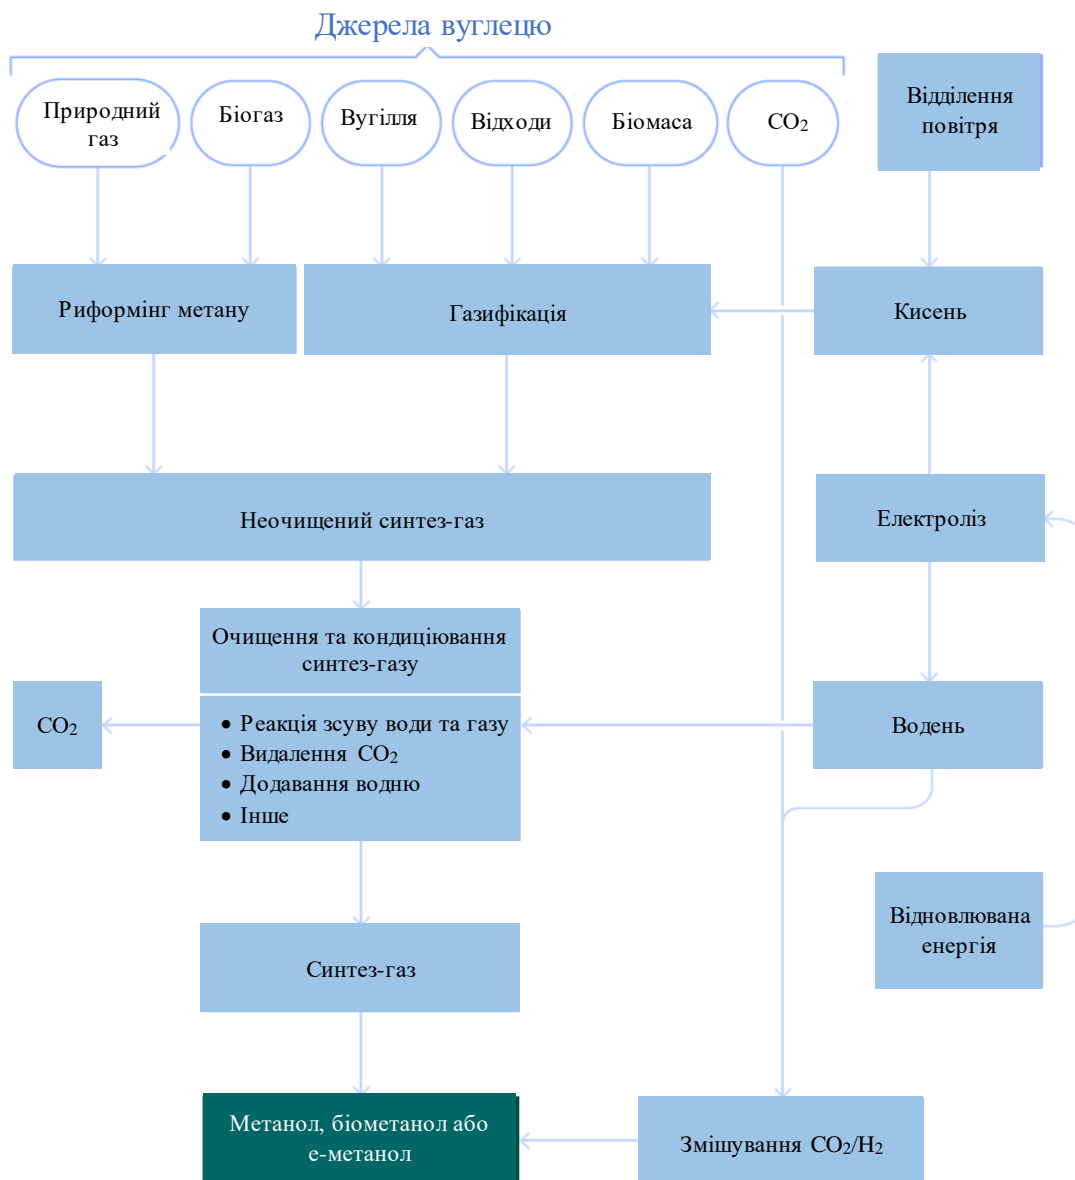 Джерела вуглецю
Природний
газ
Біогаз
Вугілля
Відходи
Біомаса
CO₂
Відділення
повітря
Риформінг метану
Газифікація
Кисень
Неочищений синтез-газ
Електроліз
Очищення та кондиціювання
синтез-газу
CO₂
• Реакція зсуву води та газу
• Видалення CO₂
• Додавання водню
• Інше
Водень
Відновлювана
енергія
Синтез-газ
Метанол, біометанол або
е-метанол
Змішування CO₂/H₂